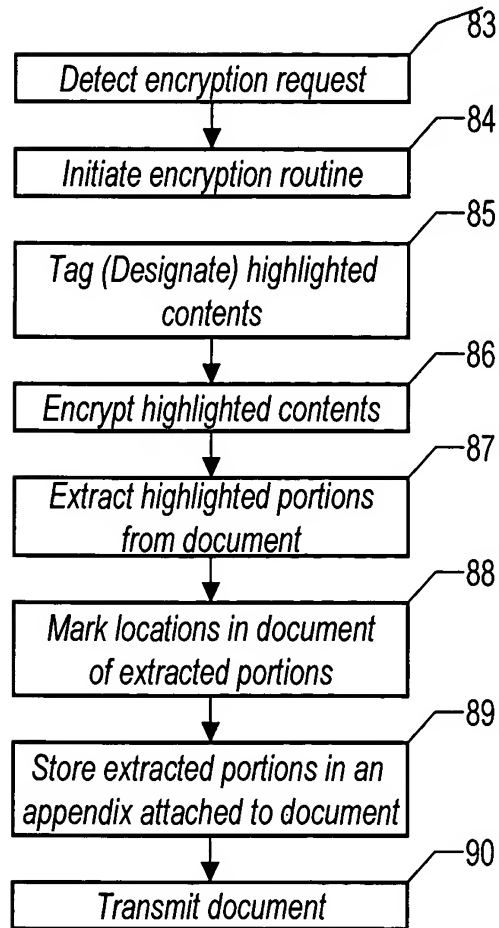 83
Detect encryption request
84
Initiate encryption routine
85
Tag (Designate) highlighted
contents
86
Encrypt highlighted contents
87
Extract highlighted portions
from document
88
Mark locations in document
of extracted portions
89
Store extracted portions in an
appendix attached to document
90
Transmit document